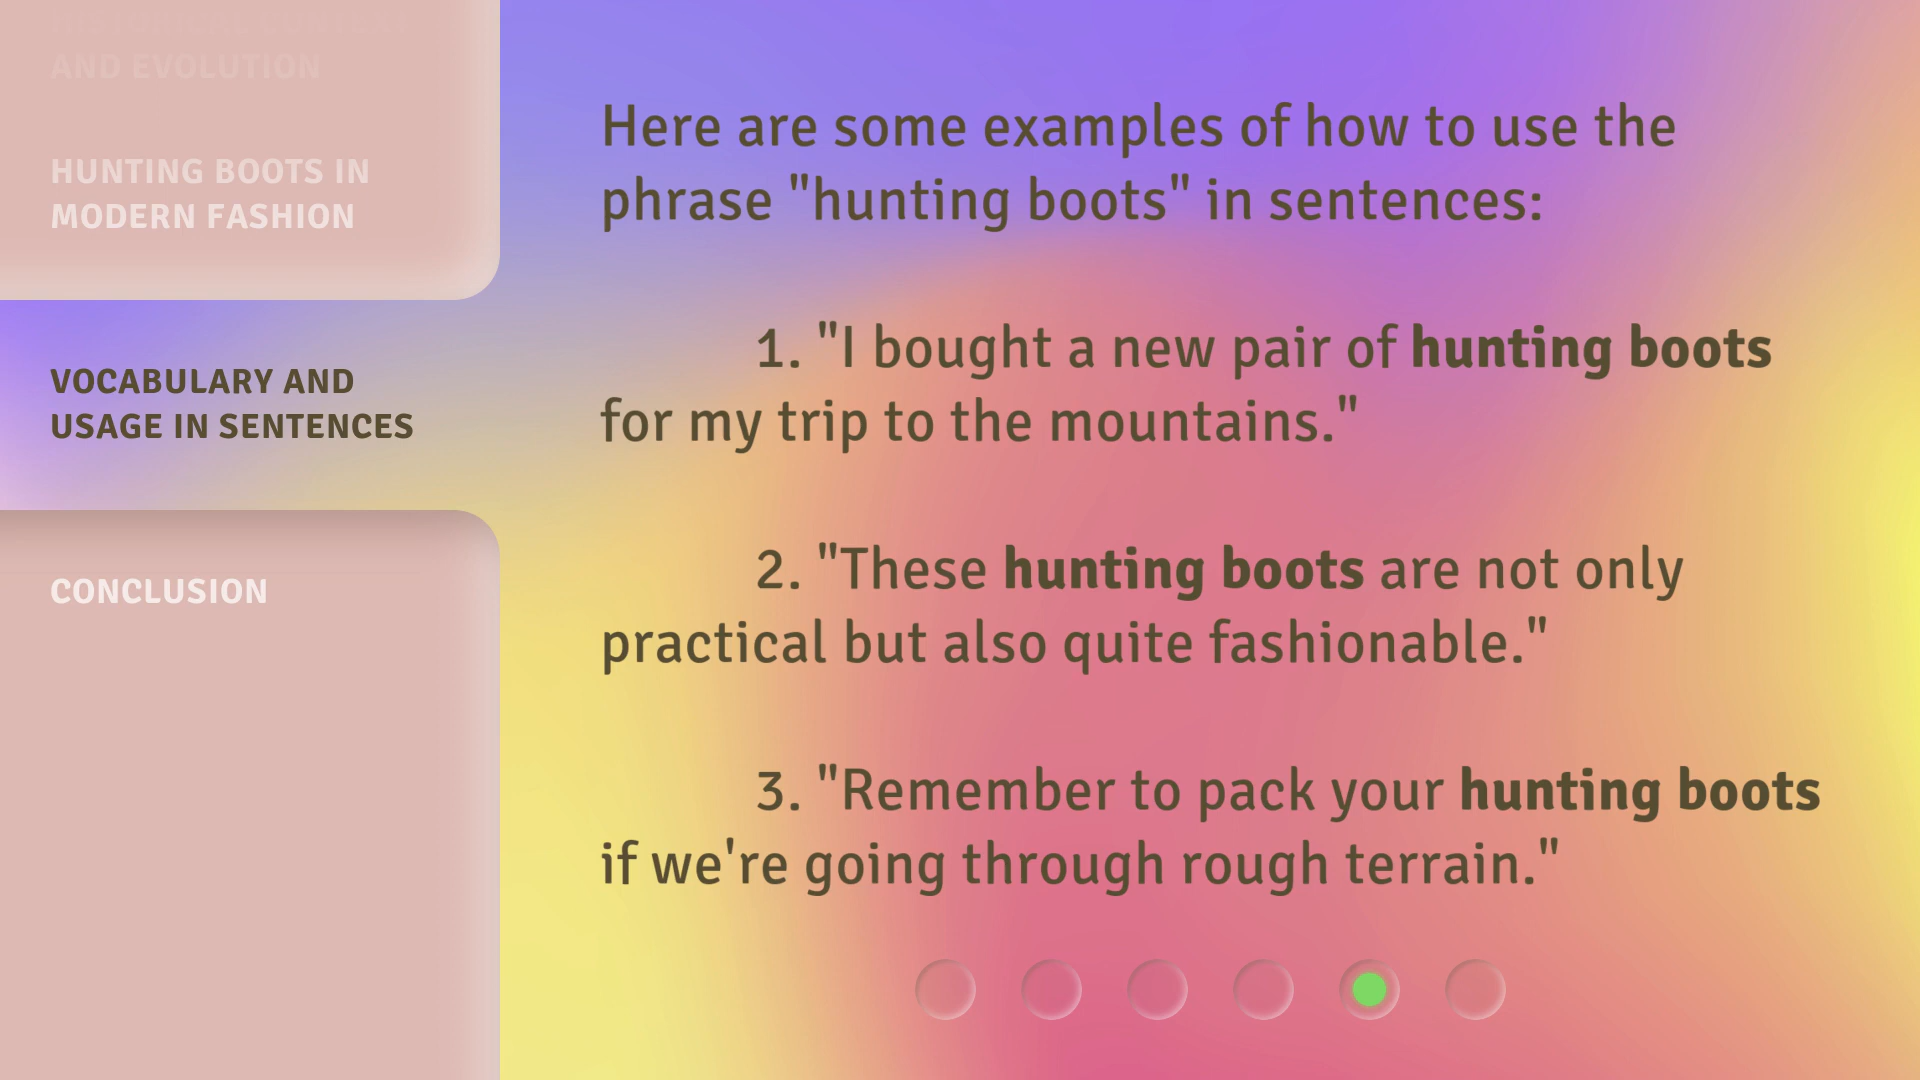 HISTORICAL CONTEXT
AND EVOLUTION
HUNTING BOOTS IN
MODERN FASHION
VOCABULARY AND
USAGE IN SENTENCES
CONCLUSION
Here are some examples of how to use the
phrase "hunting boots" in sentences:
1. "I bought a new pair of hunting boots
for my trip to the mountains."
2. "These hunting boots are not only
practical but also quite fashionable."
3. "Remember to pack your hunting boots
if we're going through rough terrain."